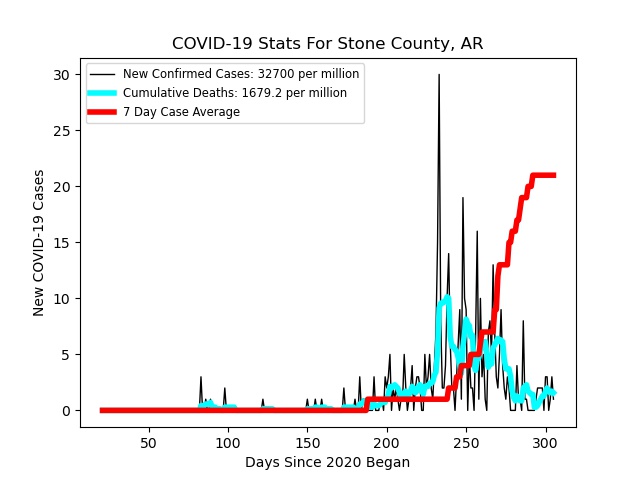 COVID-19 Stats For Stone County, AR
New Confirmed Cases: 32700 per million
Cumulative Deaths: 1679.2 per million
7 Day Case Average
New COVID-19 Cases
30
25
20
15
10
5
0
50 100 150 200 250 300
Days Since 2020 Began